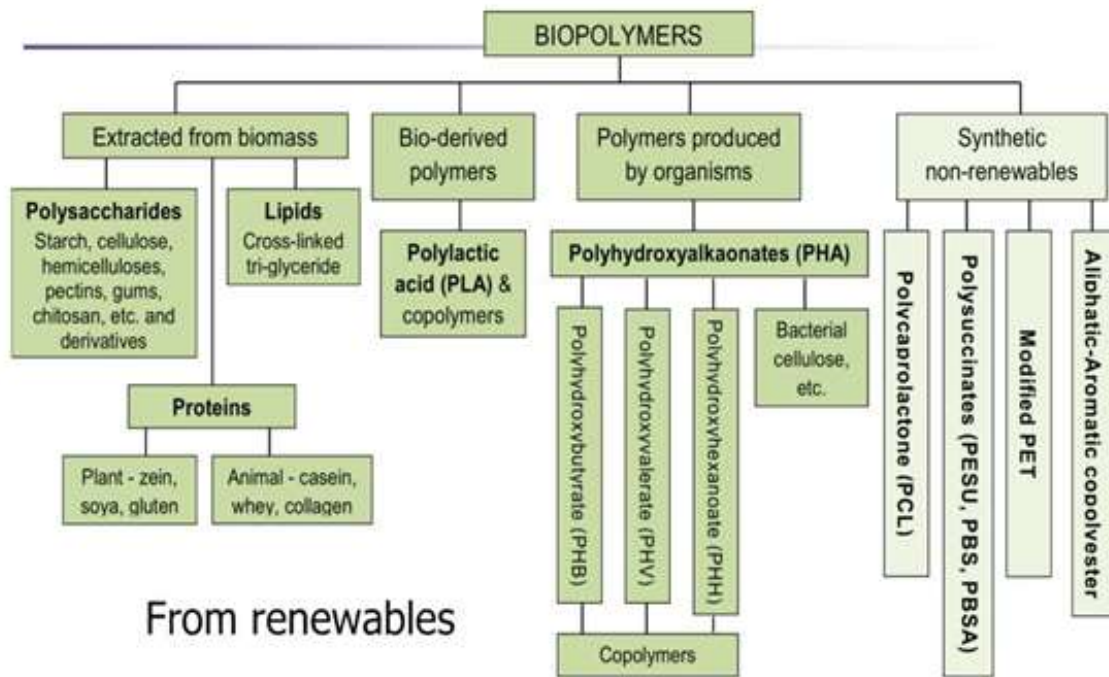 BIOPOLYMERS
Extracted from biomass
Bio-derived
polymers
Polymers produced
by organisms
Synthetic
non-renewables
Polysaccharides
Starch, cellulose,
hemicelluloses,
pectins, gums,
chitosan, etc. and
derivatives
Lipids
Cross-linked
tri-glyceride
Proteins
Plant - zein,
soya, gluten
Animal - casein,
whey, collagen
Polylactic
acid (PLA) &
copolymers
Polyhydroxyalkaonates (PHA)
Polyhydroxybutyrate (PHB)
Polyhydroxyvalerate (PHV)
Polyhydroxyhexanoate (PHH)
Bacterial
cellulose,
etc.
Copolymers
Polycaprolactone (PCL)
Polysuccinates (PESU, PBS, PBSA)
Modified PET
Aliphatic-Aromatic copolyester
From renewables